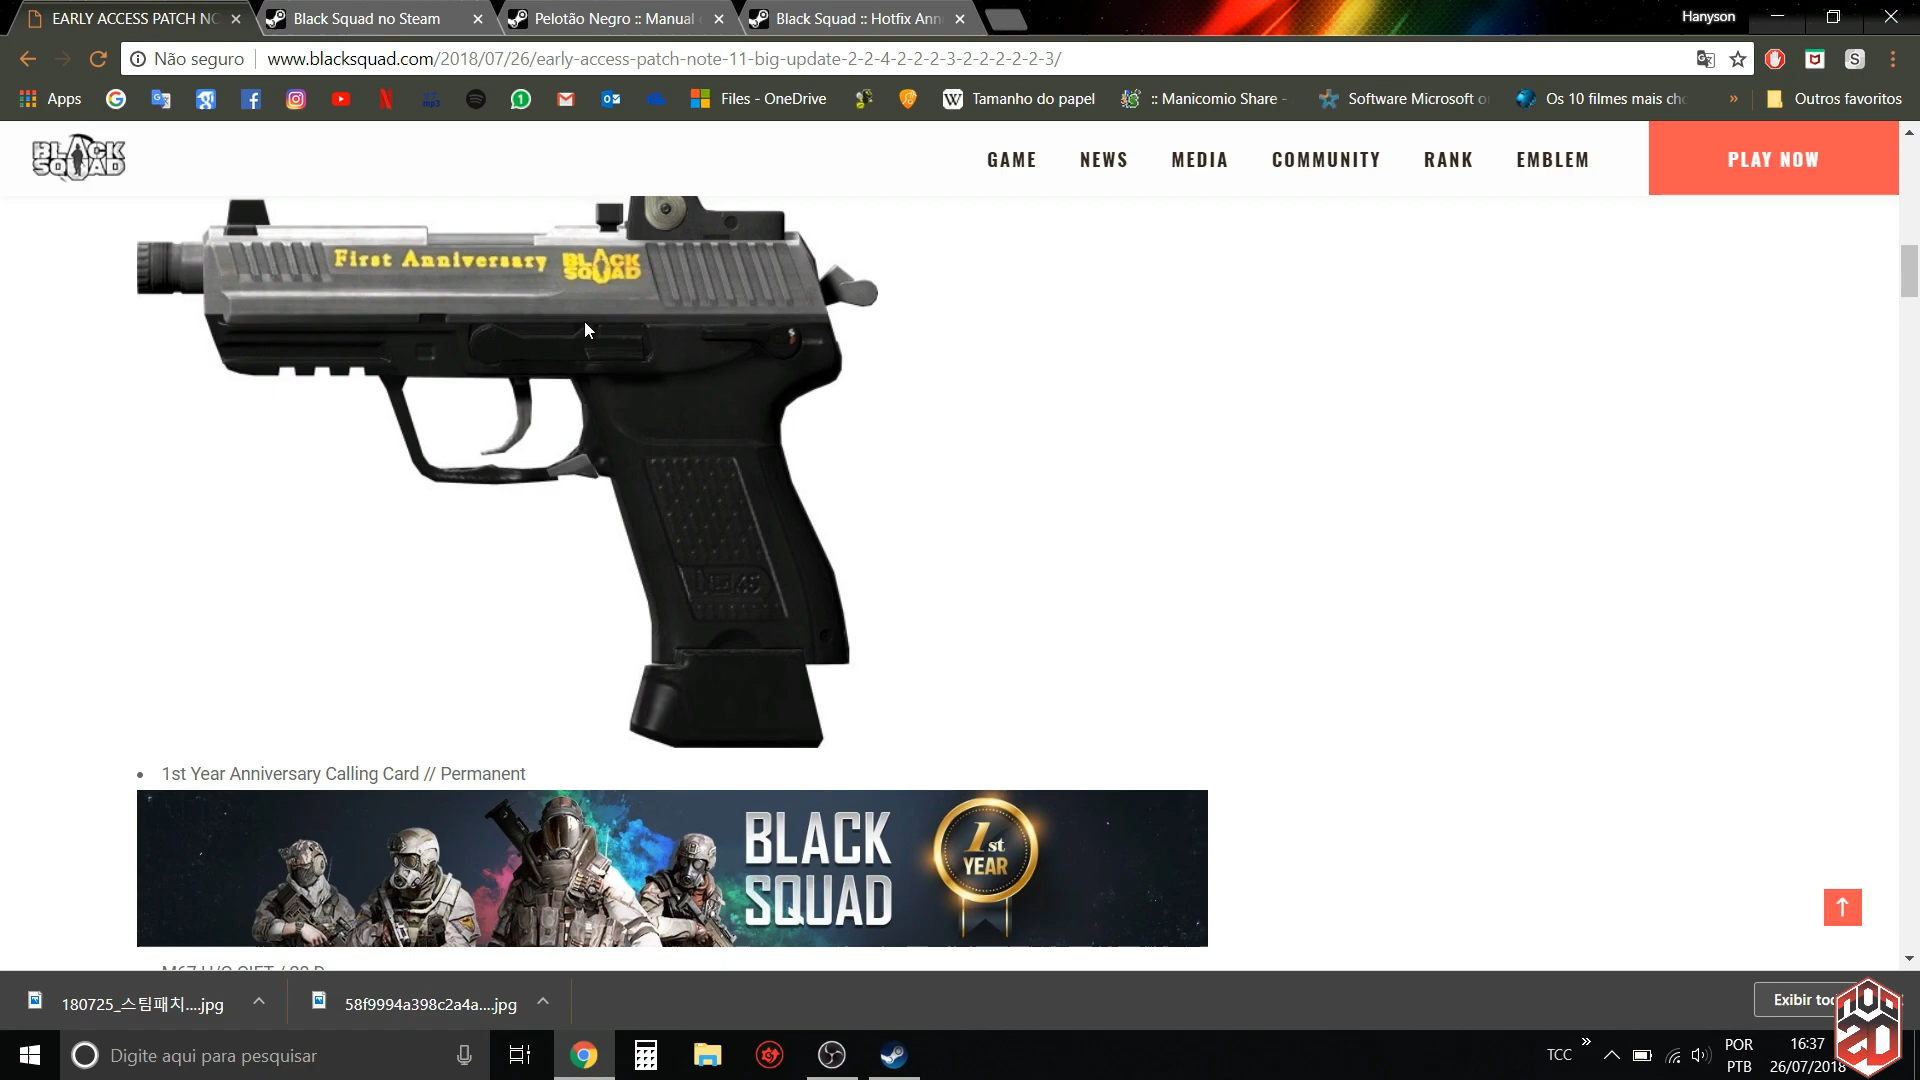 EARLY ACCESS PATCH NO
Black Squad no Steam
Pelotão Negro :: Manual
Black Squad :: Hotfix Ann
Hanyson
Não seguro
www.blacksquad.com/2018/07/26/early-access-patch-note-11-big-update-2-2-4-2-2-2-3-2-2-2-2-2-3/
Apps
mp3
Files - OneDrive
Tamanho do papel
:: Manicomio Share -
Software Microsoft o
Os 10 filmes mais ch
»
Outros favoritos
BLACK SQUAD
GAME
NEWS
MEDIA
COMMUNITY
RANK
EMBLEM
PLAY NOW
First Anniversary
BLACK SQUAD
1st Year Anniversary Calling Card // Permanent
BLACK
SQUAD
1st
YEAR
180725_스팀패치....jpg
58f9994a398c2a4a....jpg
Exibir to
Digite aqui para pesquisar
TCC
»
POR
PTB
16:37
26/07/2018